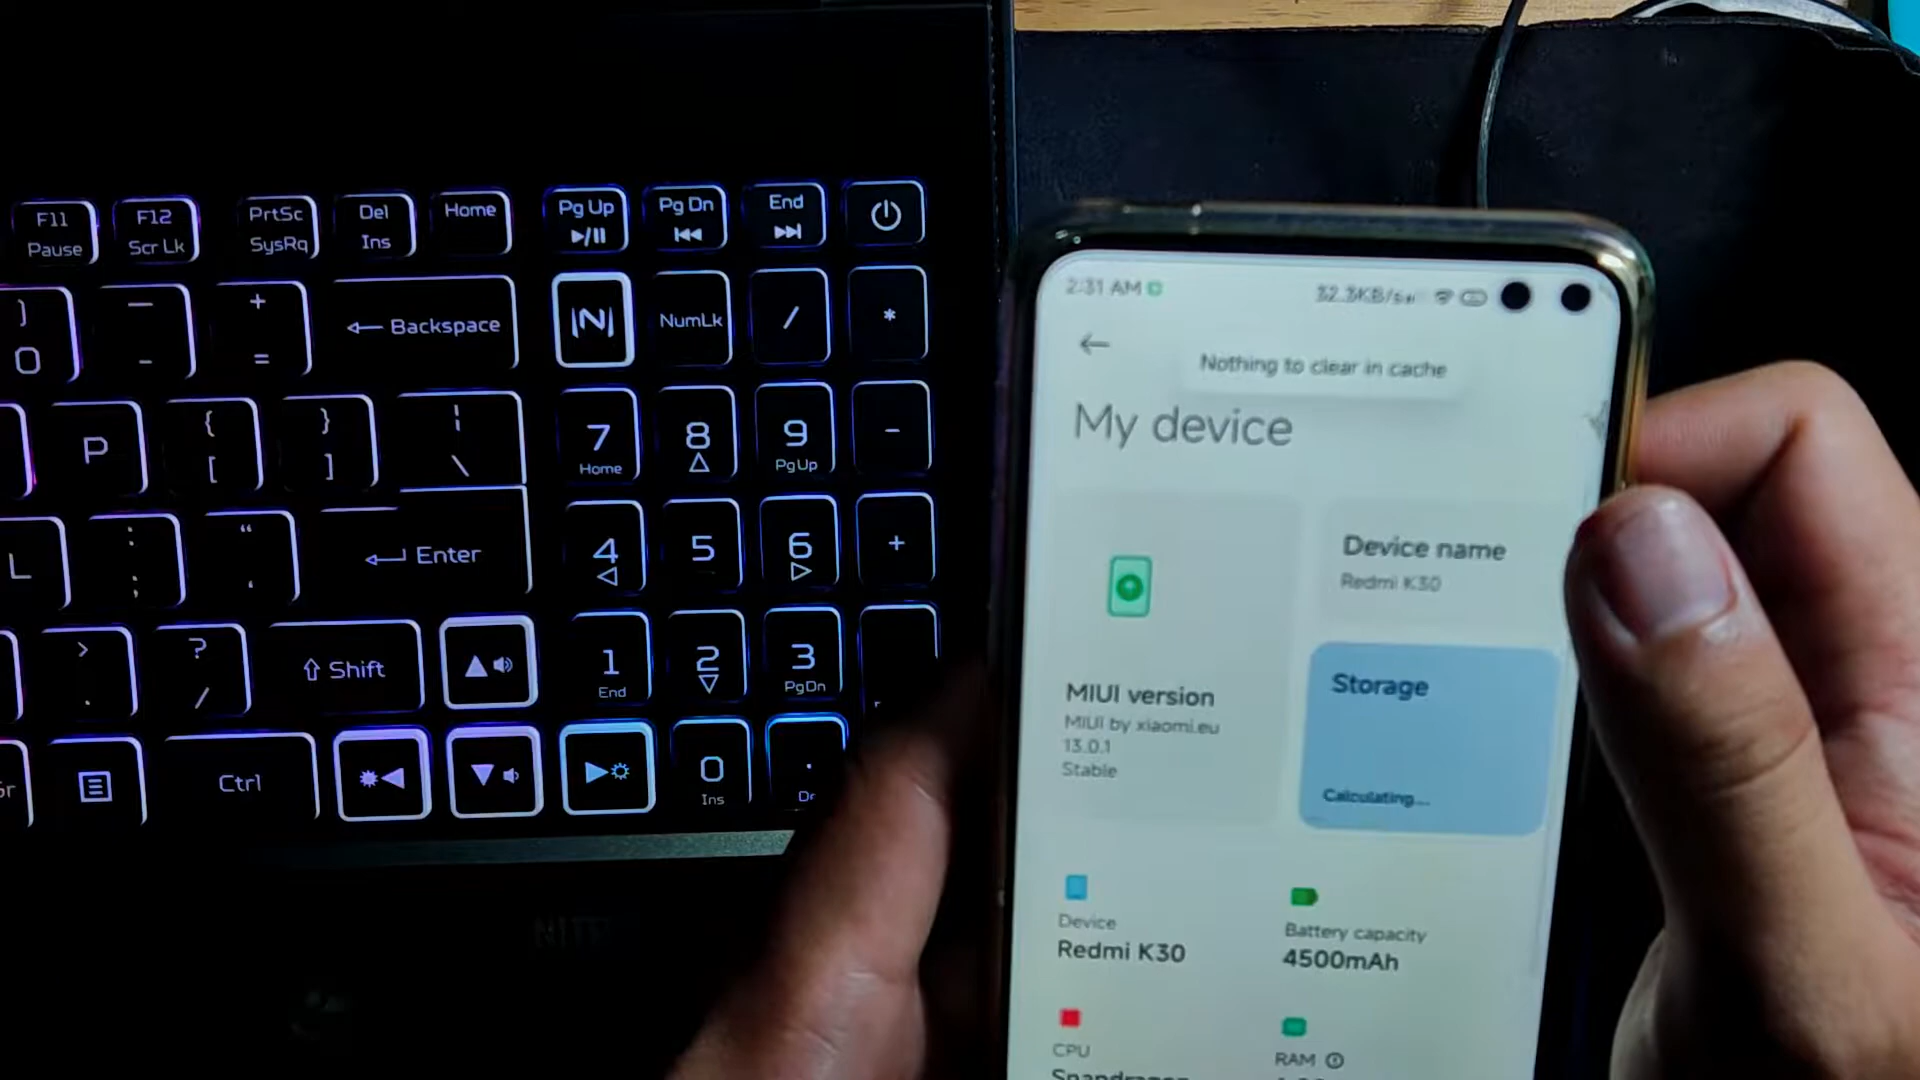 F11 F12 PrtSc Del Home Pg Up Pg Dn End
Pause Scr Lk SysRq Ins
) — +
0 - = Backspace N NumLk / *
P { } ¦ 7 8 9 -
[ ] \ Home PgUp
L : “ Enter 4 5 6 +
; ‘
> ? Shift 1 2 3
. / End PgDn
Ctrl 0 .
Ins
2:31 AM
Nothing to clear in cache
My device
Device name
Redmi K30
MIUI version
MIUI by xiaomi.eu
13.0.1
Stable
Storage
Calculating...
Device
Redmi K30
Battery capacity
4500mAh
CPU
Snapdragon
RAM